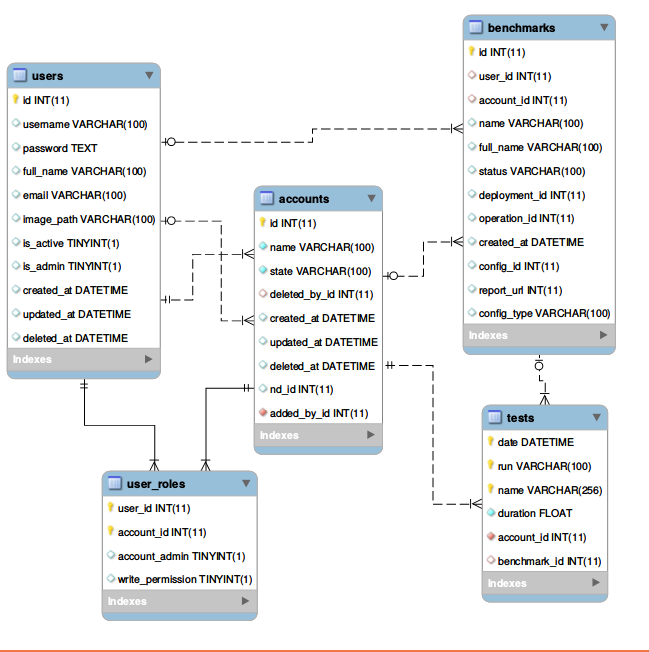 users
id INT(11)
username VARCHAR(100)
password TEXT
full_name VARCHAR(100)
email VARCHAR(100)
image_path VARCHAR(100)
is_active TINYINT(1)
is_admin TINYINT(1)
created_at DATETIME
updated_at DATETIME
deleted_at DATETIME
Indexes
accounts
id INT(11)
name VARCHAR(100)
state VARCHAR(100)
deleted_by_id INT(11)
created_at DATETIME
updated_at DATETIME
deleted_at DATETIME
nd_id INT(11)
added_by_id INT(11)
Indexes
benchmarks
id INT(11)
user_id INT(11)
account_id INT(11)
name VARCHAR(100)
full_name VARCHAR(100)
status VARCHAR(100)
deployment_id INT(11)
operation_id INT(11)
created_at DATETIME
config_id INT(11)
report_url INT(11)
config_type VARCHAR(100)
Indexes
user_roles
user_id INT(11)
account_id INT(11)
account_admin TINYINT(1)
write_permission TINYINT(1)
Indexes
tests
date DATETIME
run VARCHAR(100)
name VARCHAR(256)
duration FLOAT
account_id INT(11)
benchmark_id INT(11)
Indexes